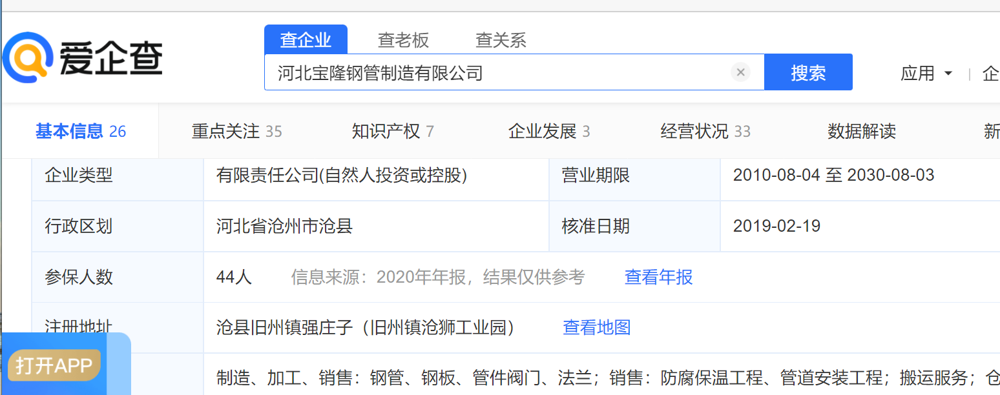 爱企查
查企业 查老板 查关系
河北宝隆钢管制造有限公司 搜索 应用 企
基本信息 26 重点关注 35 知识产权 7 企业发展 3 经营状况 33 数据解读 新
企业类型 有限责任公司(自然人投资或控股) 营业期限 2010-08-04 至 2030-08-03
行政区划 河北省沧州市沧县 核准日期 2019-02-19
参保人数 44人 信息来源：2020年年报，结果仅供参考 查看年报
注册地址 沧县旧州镇强庄子（旧州镇沧狮工业园） 查看地图
打开APP
制造、加工、销售：钢管、钢板、管件阀门、法兰；销售：防腐保温工程、管道安装工程；搬运服务；仓